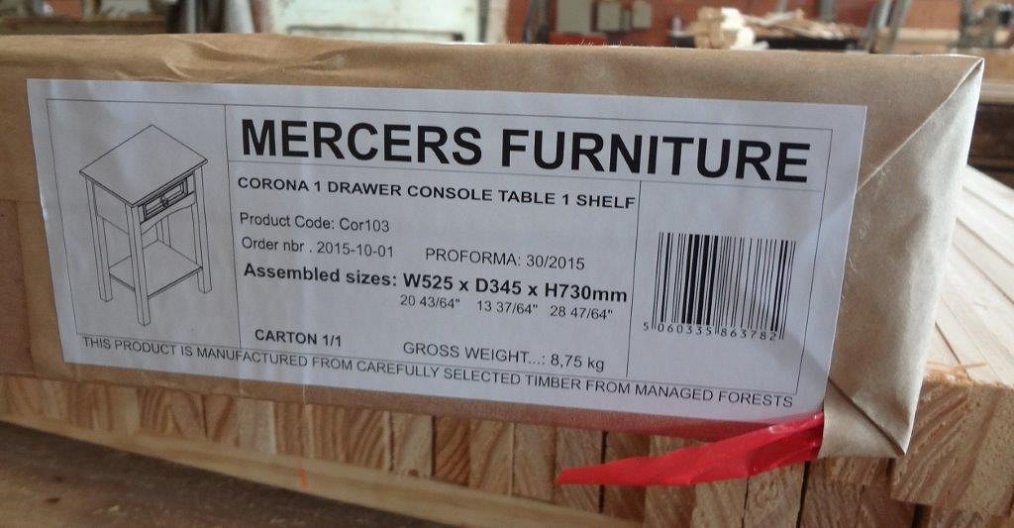 MERCERS FURNITURE
CORONA 1 DRAWER CONSOLE TABLE 1 SHELF
Product Code: Cor103
Order nbr . 2015-10-01 PROFORMA: 30/2015
Assembled sizes: W525 x D345 x H730mm
20 43/64" 13 37/64" 28 47/64"
5 060335 863782
CARTON 1/1 GROSS WEIGHT...: 8,75 kg
THIS PRODUCT IS MANUFACTURED FROM CAREFULLY SELECTED TIMBER FROM MANAGED FORESTS